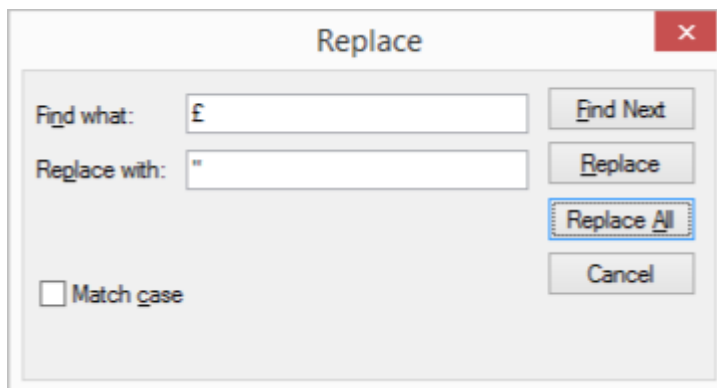 Replace
Find what: £ Find Next
Replace with: " Replace
Replace All
Cancel
Match case